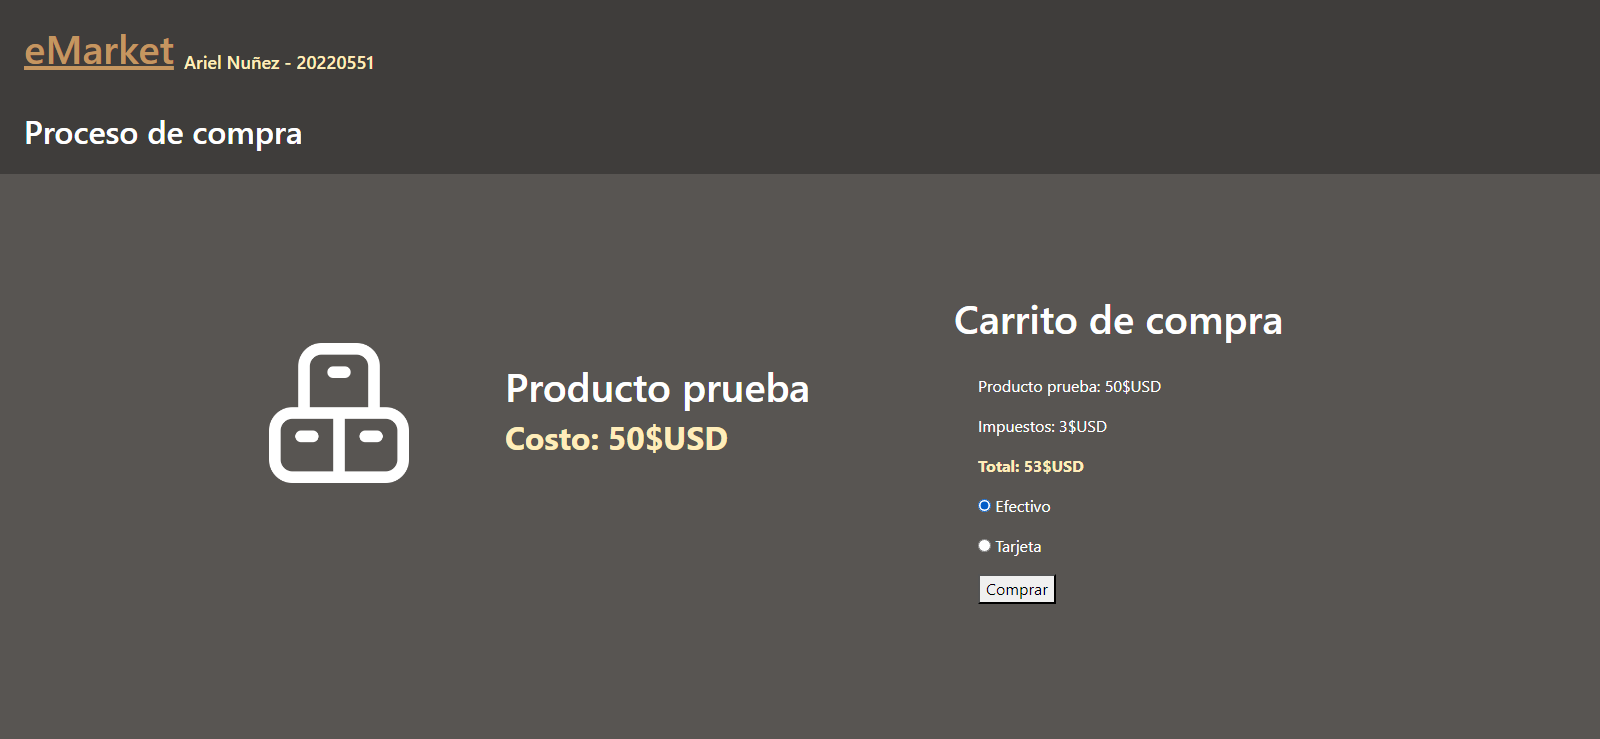 eMarket Ariel Nuñez - 20220551
Proceso de compra
Producto prueba
Costo: 50$USD
Carrito de compra
Producto prueba: 50$USD
Impuestos: 3$USD
Total: 53$USD
Efectivo
Tarjeta
Comprar